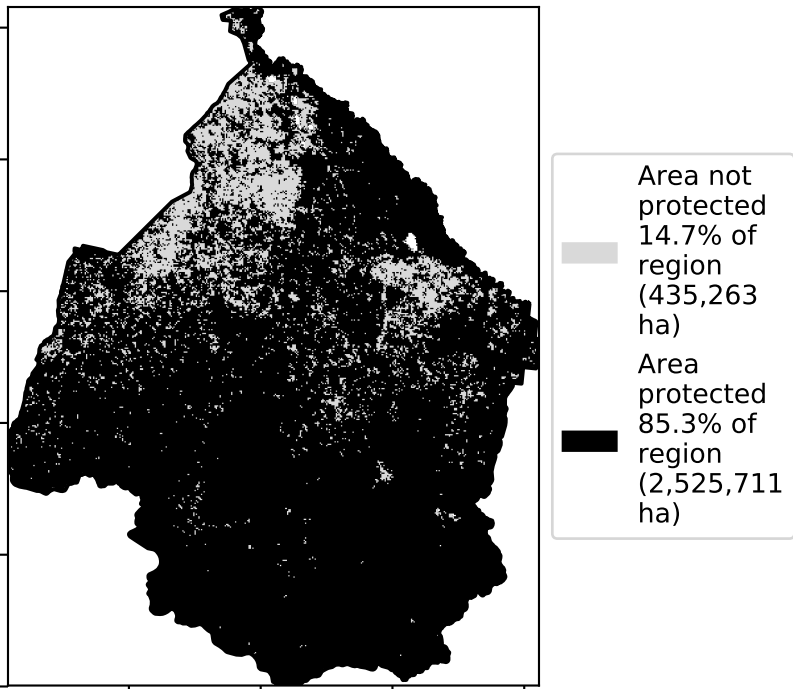 Area not
protected
14.7% of
region
(435,263
ha)
Area
protected
85.3% of
region
(2,525,711
ha)